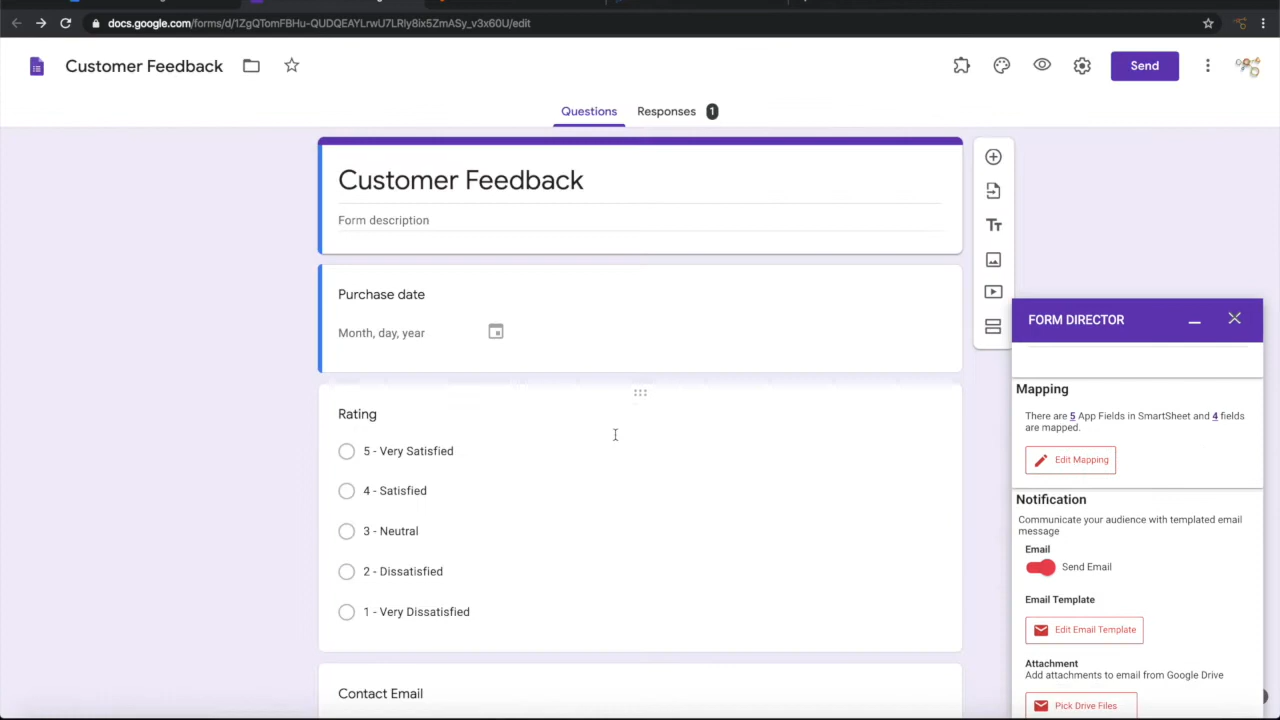 docs.google.com/forms/d/1ZgQTomFBHu-QUDQEAYLrwU7LRIy8ix5ZmASy_v3x60U/edit
Customer Feedback
Send
Questions
Responses 1
Customer Feedback
Form description
Purchase date
Month, day, year
Rating
5 - Very Satisfied
4 - Satisfied
3 - Neutral
2 - Dissatisfied
1 - Very Dissatisfied
Contact Email
FORM DIRECTOR
Mapping
There are 5 App Fields in SmartSheet and 4 fields
are mapped.
Edit Mapping
Notification
Communicate your audience with templated email
message
Email
Send Email
Email Template
Edit Email Template
Attachment
Add attachments to email from Google Drive
Pick Drive Files